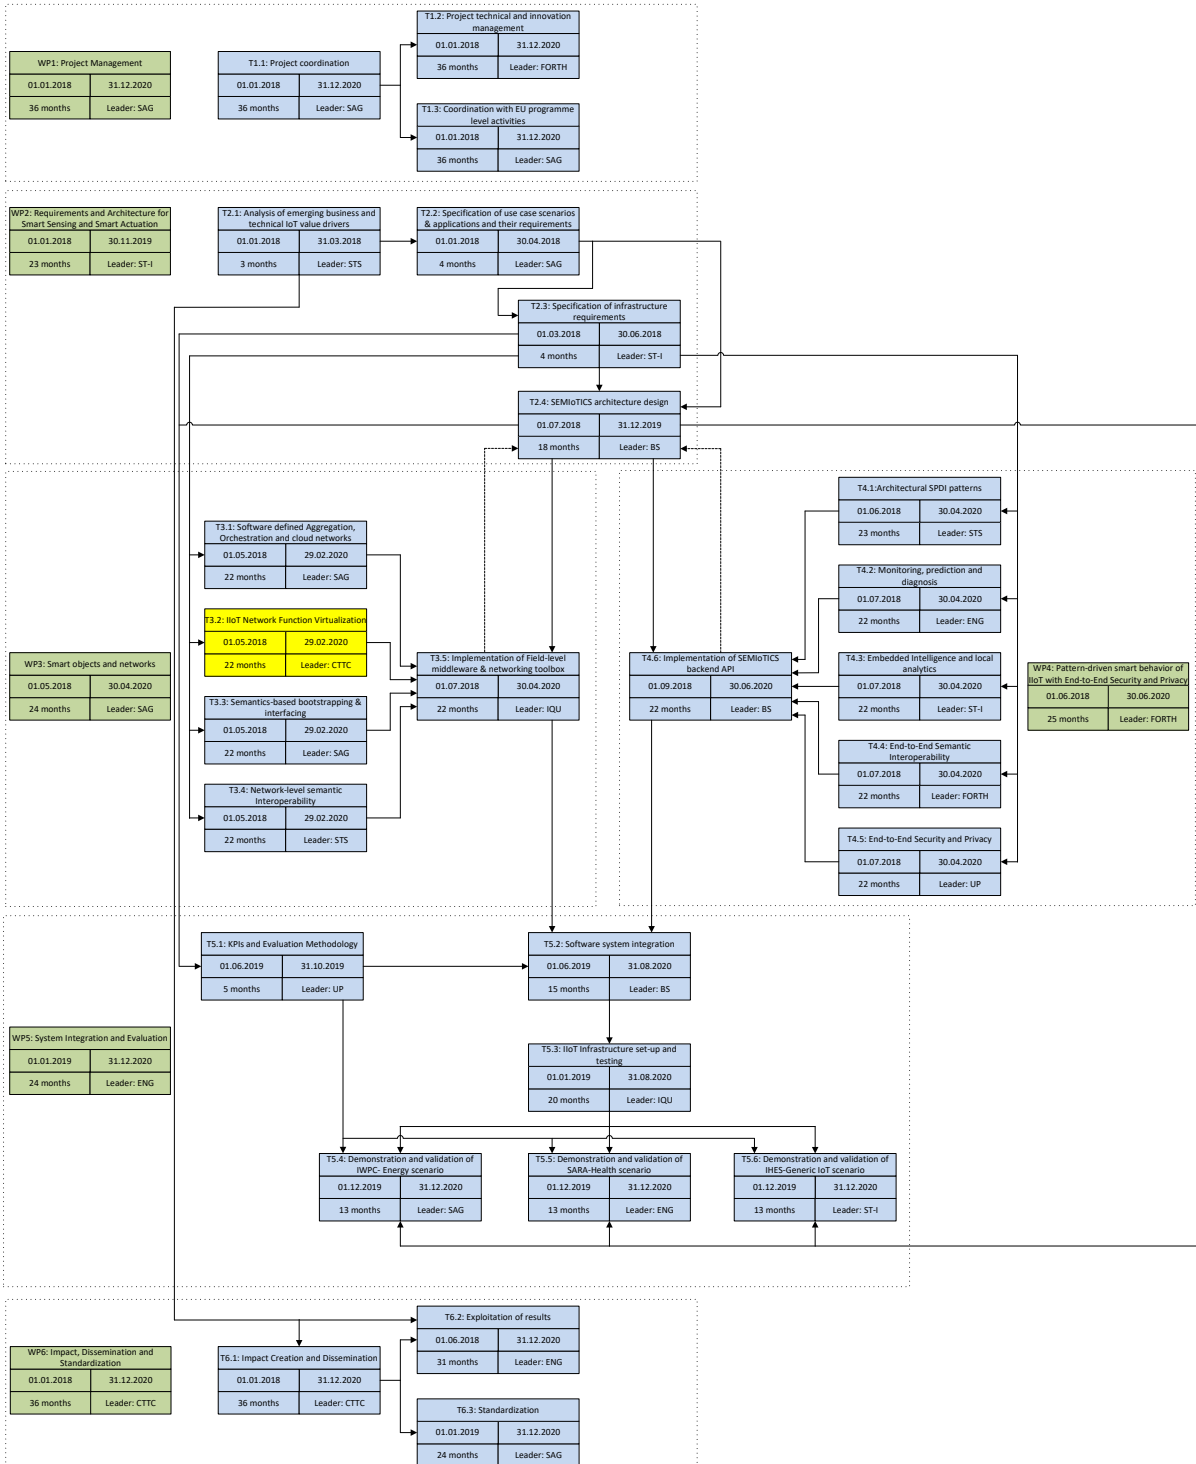 WP1: Project Management
01.01.2018 31.12.2020
36 months Leader: SAG
T1.1: Project coordination
01.01.2018 31.12.2020
36 months Leader: SAG
T1.2: Project technical and innovation
management
01.01.2018 31.12.2020
36 months Leader: FORTH
T1.3: Coordination with EU programme
level activities
01.01.2018 31.12.2020
36 months Leader: SAG
WP2: Requirements and Architecture for
Smart Sensing and Smart Actuation
01.01.2018 30.11.2019
23 months Leader: ST-I
T2.1: Analysis of emerging business and
technical IoT value drivers
01.01.2018 31.03.2018
3 months Leader: STS
T2.2: Specification of use case scenarios
& applications and their requirements
01.01.2018 30.04.2018
4 months Leader: SAG
T2.3: Specification of infrastructure
requirements
01.03.2018 30.06.2018
4 months Leader: ST-I
T2.4: SEMIoTICS architecture design
01.07.2018 31.12.2019
18 months Leader: BS
WP3: Smart objects and networks
01.05.2018 30.04.2020
24 months Leader: SAG
T3.1: Software defined Aggregation,
Orchestration and cloud networks
01.05.2018 29.02.2020
22 months Leader: SAG
T3.2: IIoT Network Function Virtualization
01.05.2018 29.02.2020
22 months Leader: CTTC
T3.3: Semantics-based bootstrapping &
interfacing
01.05.2018 29.02.2020
22 months Leader: SAG
T3.4: Network-level semantic
Interoperability
01.05.2018 29.02.2020
22 months Leader: STS
T3.5: Implementation of Field-level
middleware & networking toolbox
01.07.2018 30.04.2020
22 months Leader: IQU
T4.6: Implementation of SEMIoTICS
backend API
01.09.2018 30.06.2020
22 months Leader: BS
T4.1:Architectural SPDI patterns
01.06.2018 30.04.2020
23 months Leader: STS
T4.2: Monitoring, prediction and
diagnosis
01.07.2018 30.04.2020
22 months Leader: ENG
T4.3: Embedded Intelligence and local
analytics
01.07.2018 30.04.2020
22 months Leader: ST-I
T4.4: End-to-End Semantic
Interoperability
01.07.2018 30.04.2020
22 months Leader: FORTH
T4.5: End-to-End Security and Privacy
01.07.2018 30.04.2020
22 months Leader: UP
WP4: Pattern-driven smart behavior of
IIoT with End-to-End Security and Privacy
01.06.2018 30.06.2020
25 months Leader: FORTH
WP5: System Integration and Evaluation
01.01.2019 31.12.2020
24 months Leader: ENG
T5.1: KPIs and Evaluation Methodology
01.06.2019 31.10.2019
5 months Leader: UP
T5.2: Software system integration
01.06.2019 31.08.2020
15 months Leader: BS
T5.3: IIoT Infrastructure set-up and
testing
01.01.2019 31.08.2020
20 months Leader: IQU
T5.4: Demonstration and validation of
IWPC- Energy scenario
01.12.2019 31.12.2020
13 months Leader: SAG
T5.5: Demonstration and validation of
SARA-Health scenario
01.12.2019 31.12.2020
13 months Leader: ENG
T5.6: Demonstration and validation of
IHES-Generic IoT scenario
01.12.2019 31.12.2020
13 months Leader: ST-I
WP6: Impact, Dissemination and
Standardization
01.01.2018 31.12.2020
36 months Leader: CTTC
T6.1: Impact Creation and Dissemination
01.01.2018 31.12.2020
36 months Leader: CTTC
T6.2: Exploitation of results
01.06.2018 31.12.2020
31 months Leader: ENG
T6.3: Standardization
01.01.2019 31.12.2020
24 months Leader: SAG